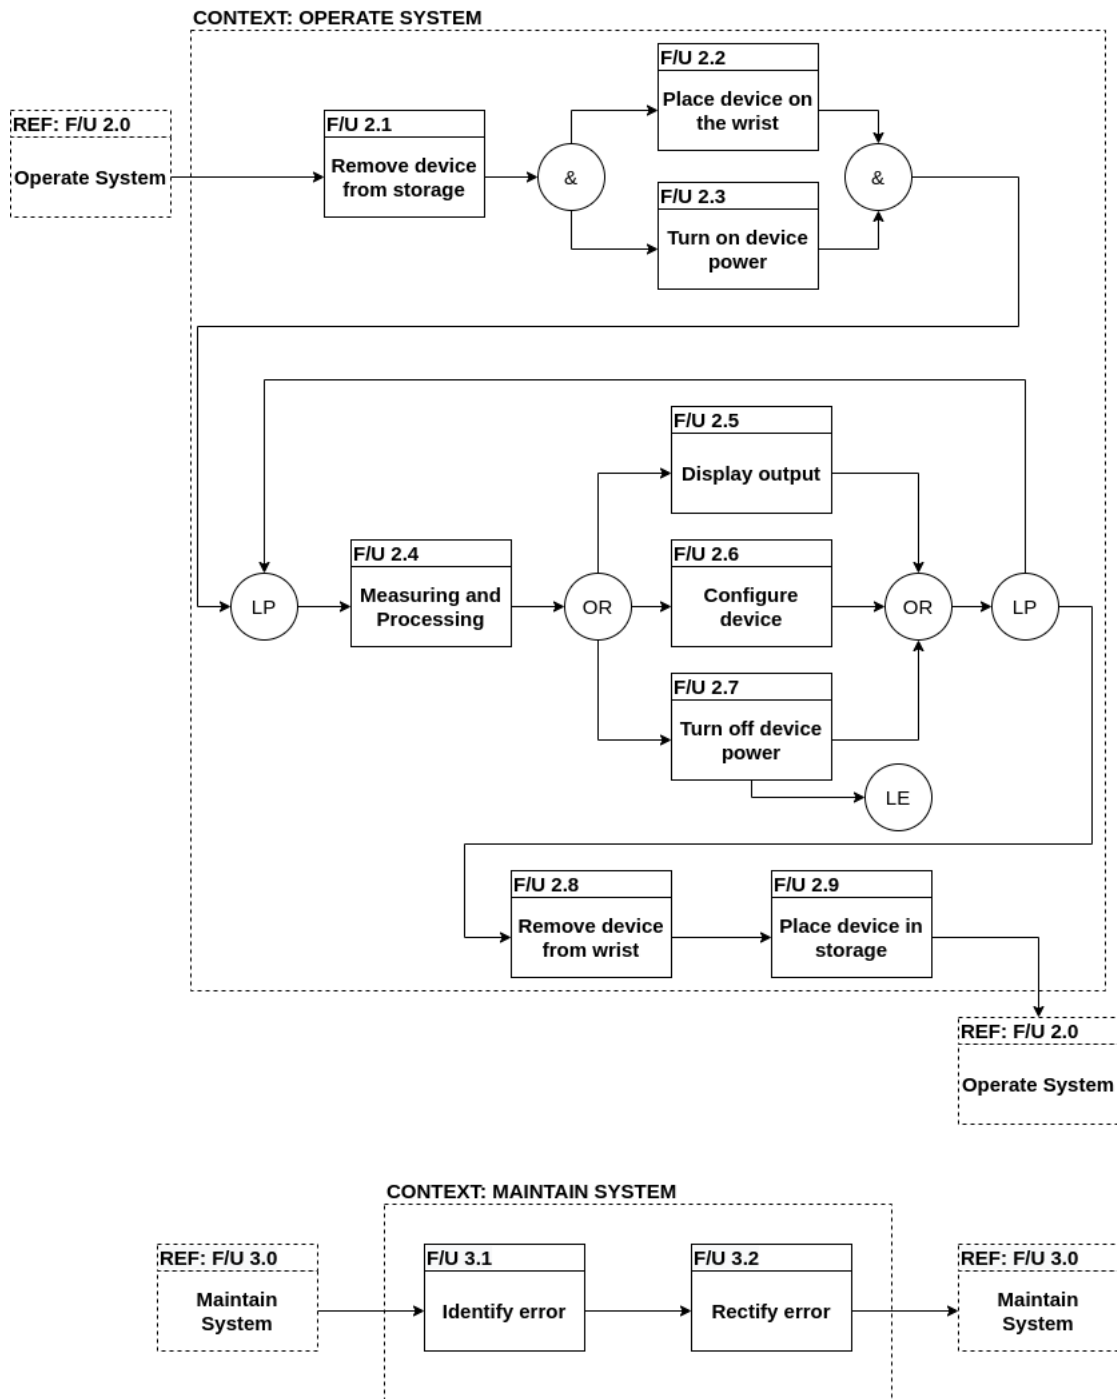 CONTEXT: OPERATE SYSTEM
REF: F/U 2.0
Operate System
F/U 2.1
Remove device
from storage
&
F/U 2.2
Place device on
the wrist
F/U 2.3
Turn on device
power
&
LP
F/U 2.4
Measuring and
Processing
OR
F/U 2.5
Display output
F/U 2.6
Configure
device
F/U 2.7
Turn off device
power
OR
LP
LE
F/U 2.8
Remove device
from wrist
F/U 2.9
Place device in
storage
REF: F/U 2.0
Operate System
CONTEXT: MAINTAIN SYSTEM
REF: F/U 3.0
Maintain
System
F/U 3.1
Identify error
F/U 3.2
Rectify error
REF: F/U 3.0
Maintain
System